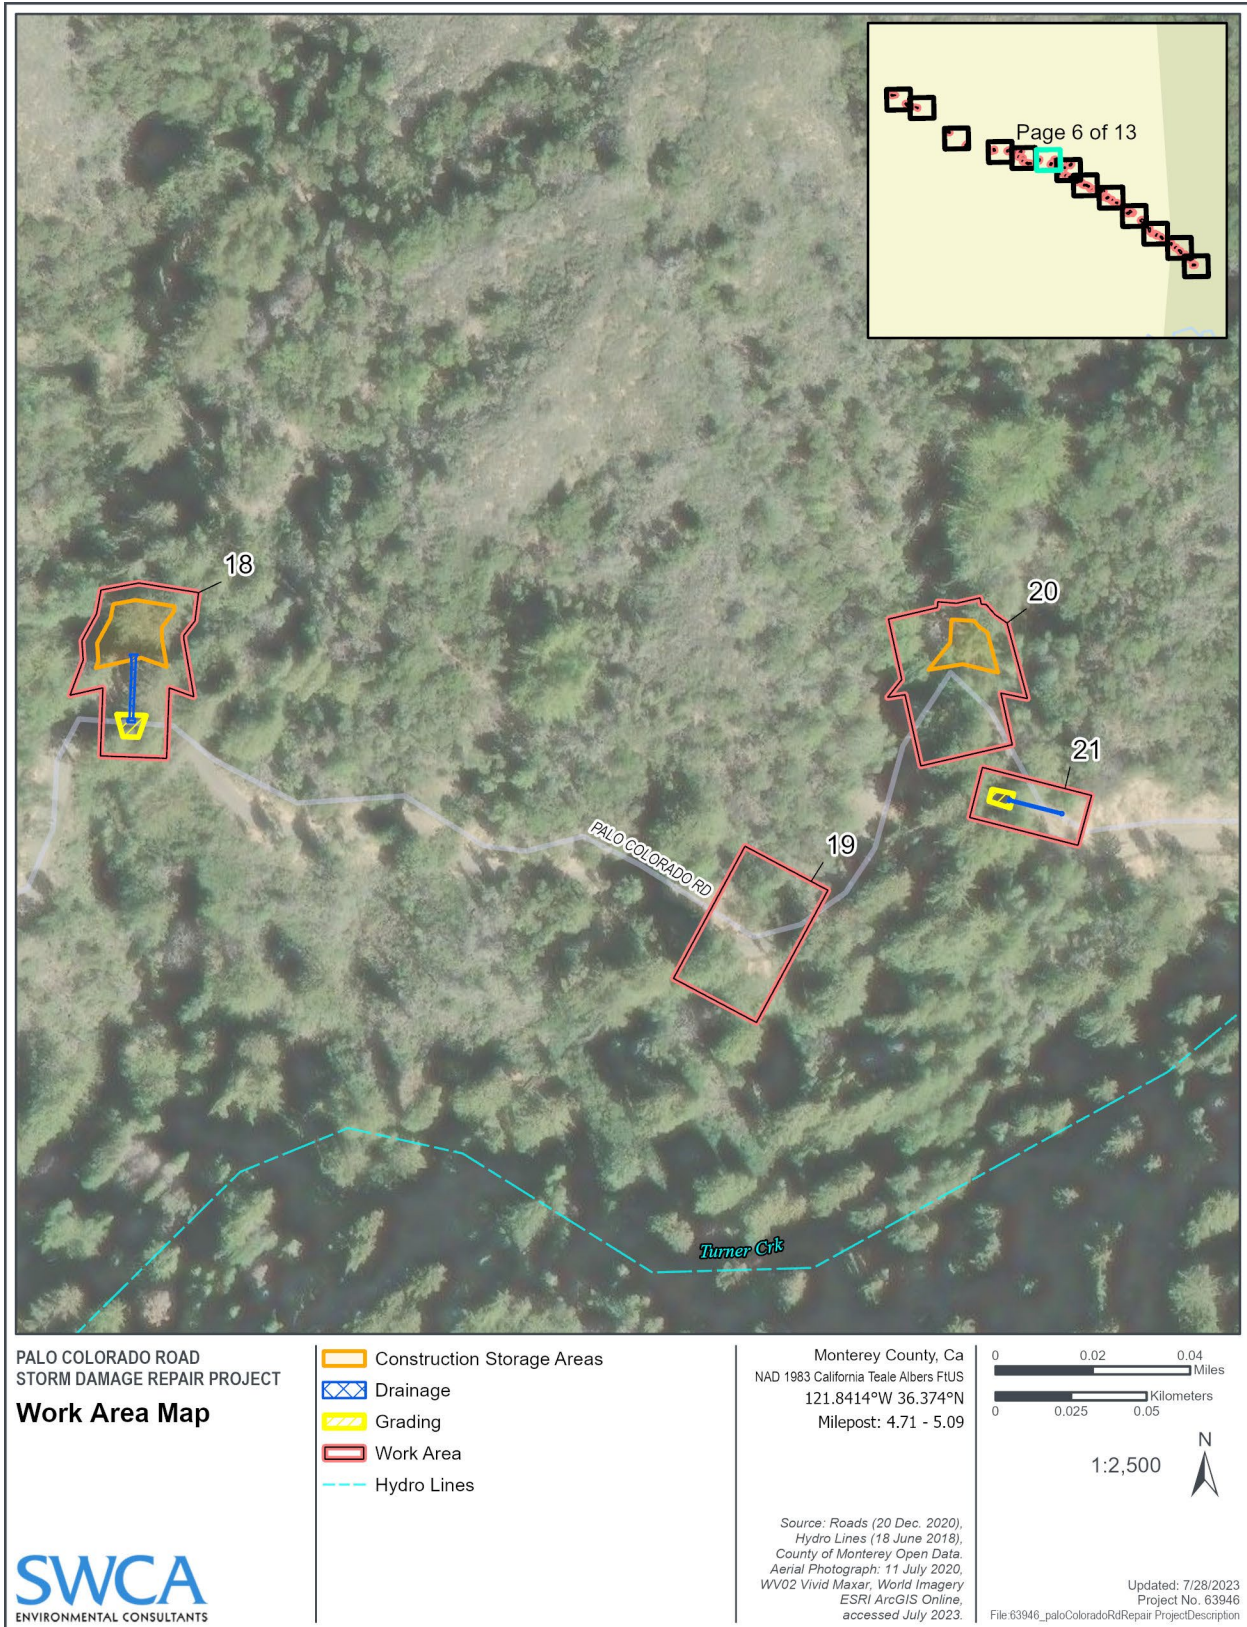 Page 6 of 13
18
20
21
19
PALO COLORADO RD
Turner Crk
PALO COLORADO ROAD
STORM DAMAGE REPAIR PROJECT
Work Area Map
SWCA
ENVIRONMENTAL CONSULTANTS
Construction Storage Areas
Drainage
Grading
Work Area
Hydro Lines
Monterey County, Ca
NAD 1983 California Teale Albers FtUS
121.8414°W 36.374°N
Milepost: 4.71 - 5.09
Source: Roads (20 Dec. 2020),
Hydro Lines (18 June 2018),
County of Monterey Open Data.
Aerial Photograph: 11 July 2020,
WV02 Vivid Maxar, World Imagery
ESRI ArcGIS Online,
accessed July 2023.
0 0.02 0.04
Miles
Kilometers
0 0.025 0.05
N
1:2,500
Updated: 7/28/2023
Project No. 63946
File:63946_paloColoradoRdRepair ProjectDescription